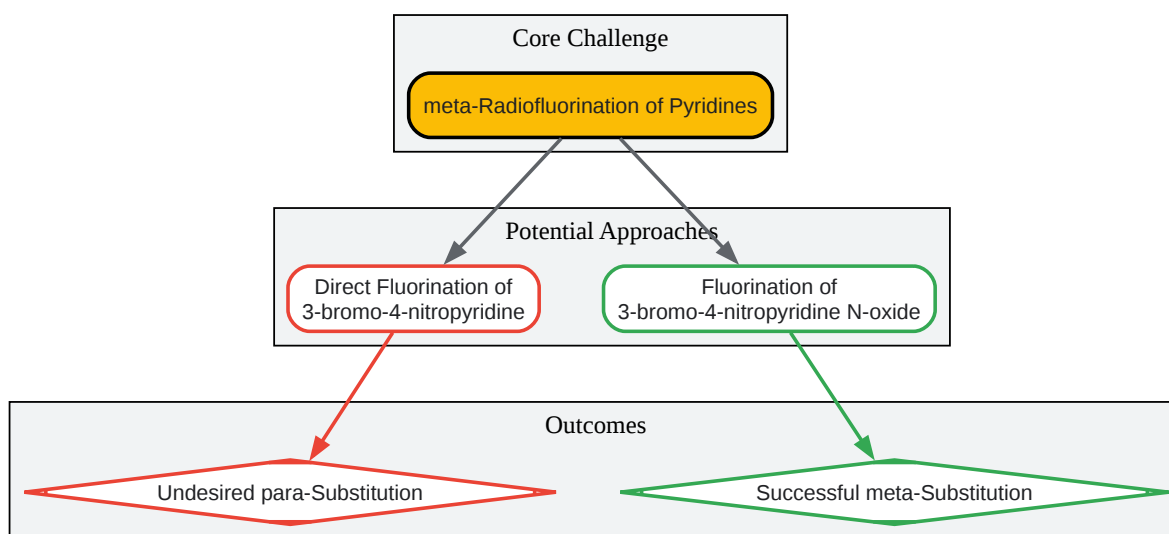 Core Challenge
meta-Radiofluorination of Pyridines
Potential Approaches
Direct Fluorination of
3-bromo-4-nitropyridine
Fluorination of
3-bromo-4-nitropyridine N-oxide
Outcomes
Undesired para-Substitution
Successful meta-Substitution